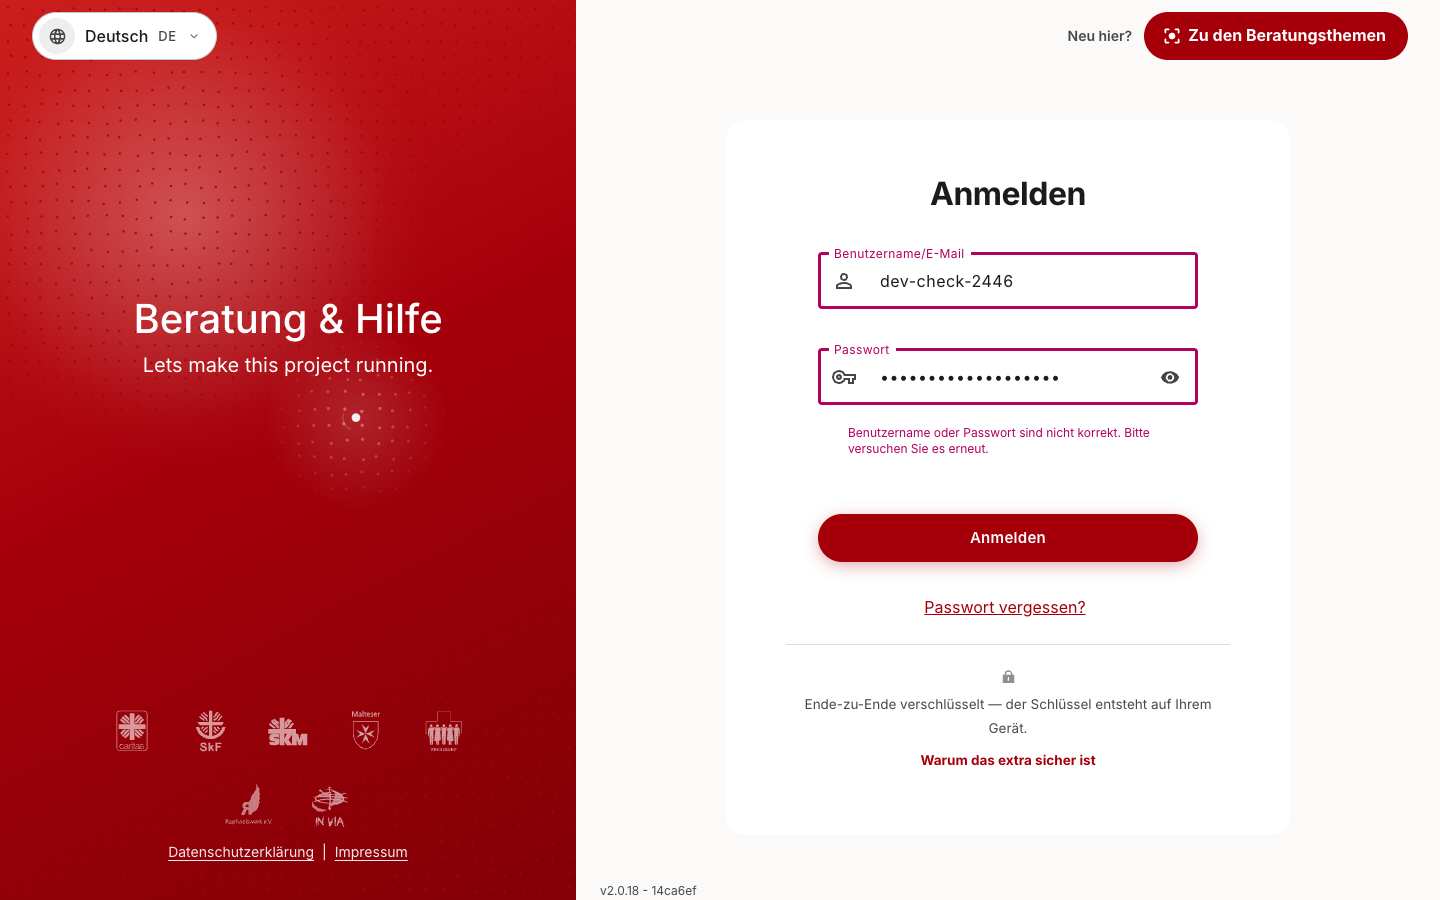 Deutsch DE
Neu hier?
Zu den Beratungsthemen
Beratung & Hilfe
Lets make this project running.
Anmelden
Benutzername/E-Mail
dev-check-2446
Passwort
•••••••••••••••••••
Benutzername oder Passwort sind nicht korrekt. Bitte
versuchen Sie es erneut.
Anmelden
Passwort vergessen?
Ende-zu-Ende verschlüsselt — der Schlüssel entsteht auf Ihrem
Gerät.
Warum das extra sicher ist
caritas
SkF
SKM
Malteser
KREUZBUND
Raphaelswerk e.V.
IN VIA
Datenschutzerklärung | Impressum
v2.0.18 - 14ca6ef